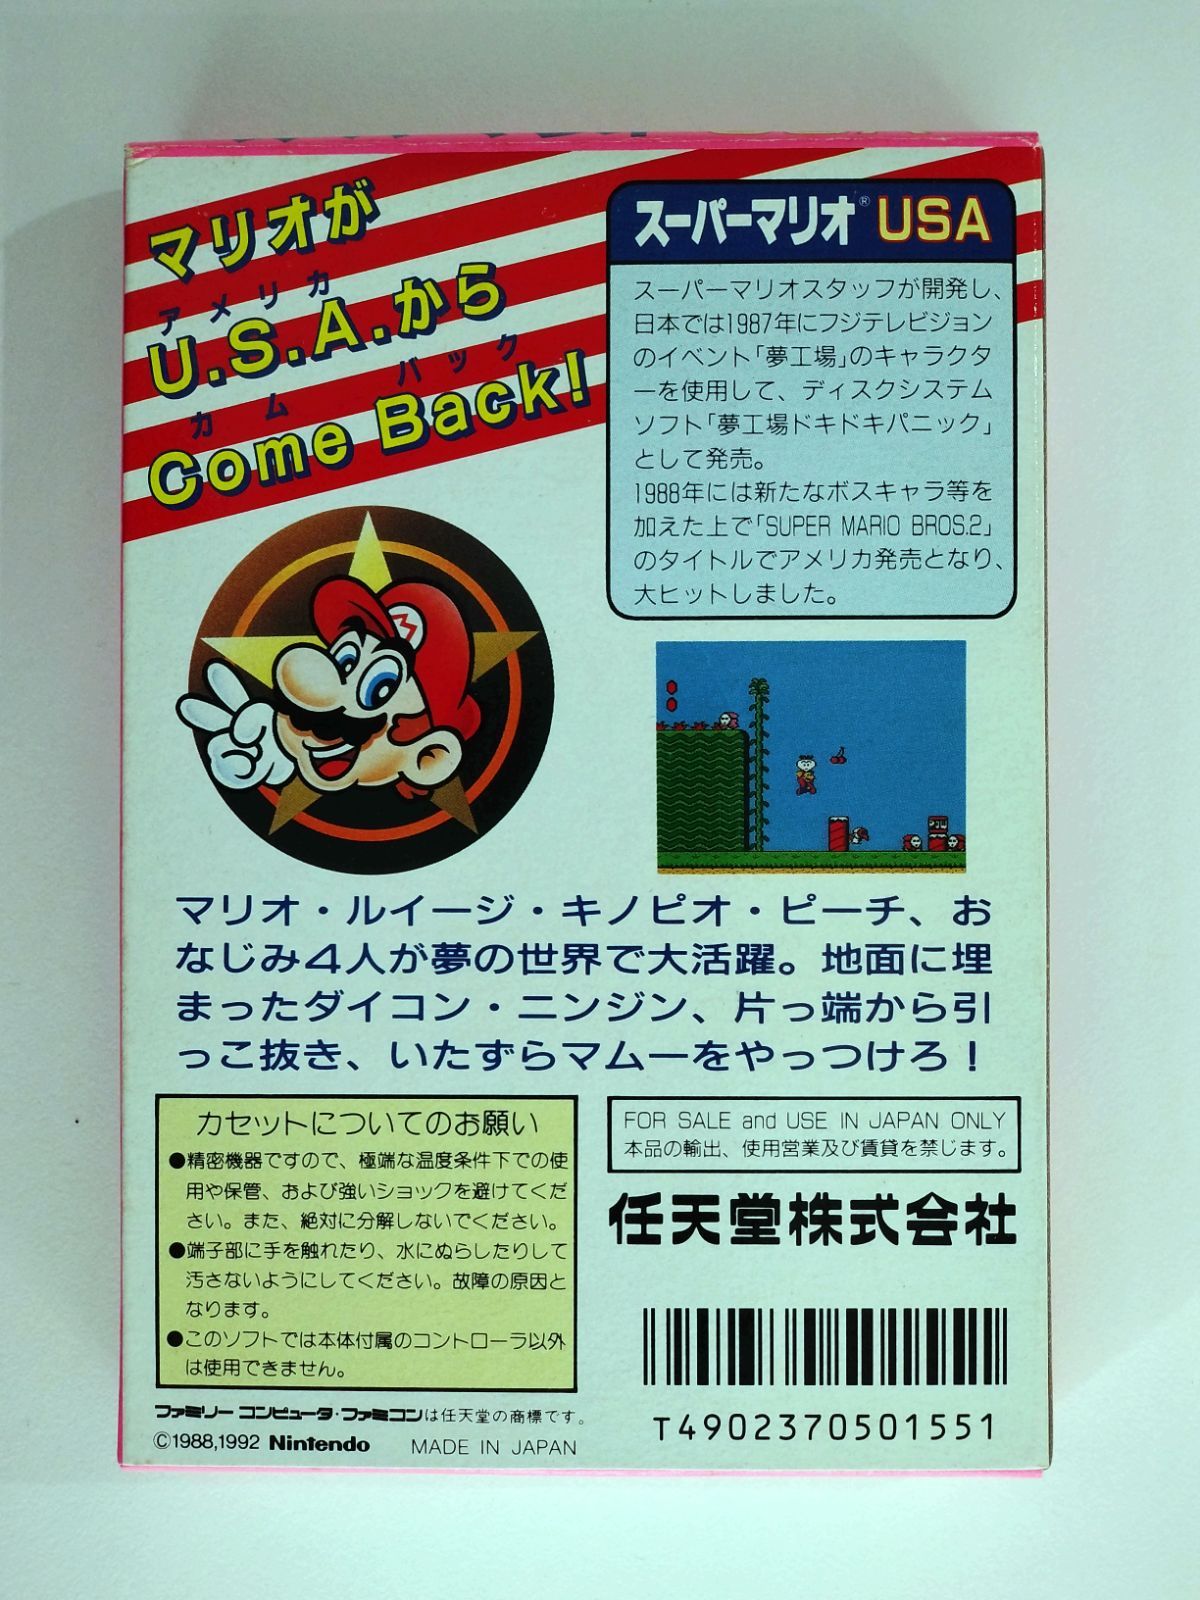 マリオが
アメリカ
U.S.A.から
カム バック
Come Back!
スーパーマリオ® USA
スーパーマリオスタッフが開発し、
日本では1987年にフジテレビジョン
のイベント「夢工場」のキャラクタ
ーを使用して、ディスクシステム
ソフト「夢工場ドキドキパニック」
として発売。
1988年には新たなボスキャラ等を
加えた上で「SUPER MARIO BROS.2」
のタイトルでアメリカ発売となり、
大ヒットしました。
マリオ・ルイージ・キノピオ・ピーチ、お
なじみ4人が夢の世界で大活躍。地面に埋
まったダイコン・ニンジン、片っ端から引
っこ抜き、いたずらマムーをやっつけろ！
カセットについてのお願い
●精密機器ですので、極端な温度条件下での使
用や保管、および強いショックを避けてくだ
さい。また、絶対に分解しないでください。
●端子部に手を触れたり、水にぬらしたりして
汚さないようにしてください。故障の原因と
なります。
●このソフトでは本体付属のコントローラ以外
は使用できません。
ファミリーコンピュータ・ファミコンは任天堂の商標です。
©1988,1992 Nintendo MADE IN JAPAN
FOR SALE and USE IN JAPAN ONLY
本品の輸出、使用営業及び賃貸を禁じます。
任天堂株式会社
T4902370501551